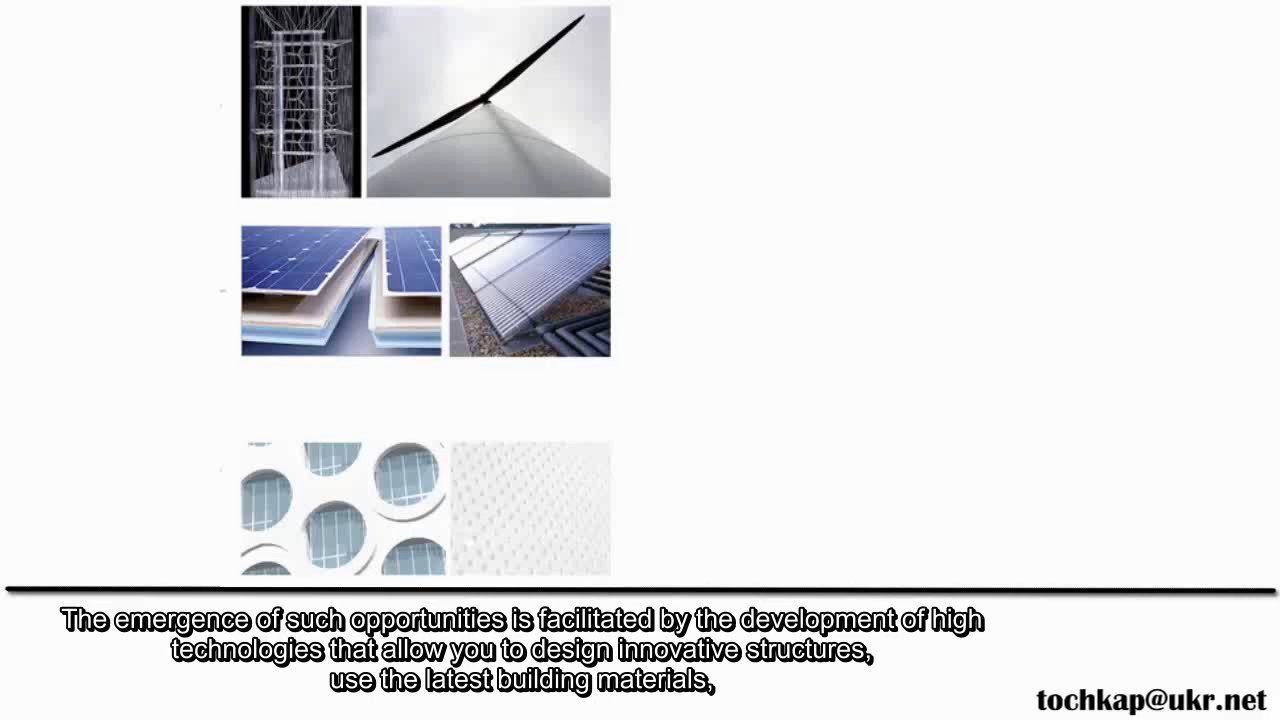 The emergence of such opportunities is facilitated by the development of high
technologies that allow you to design innovative structures,
use the latest building materials,
tochkap@ukr.net